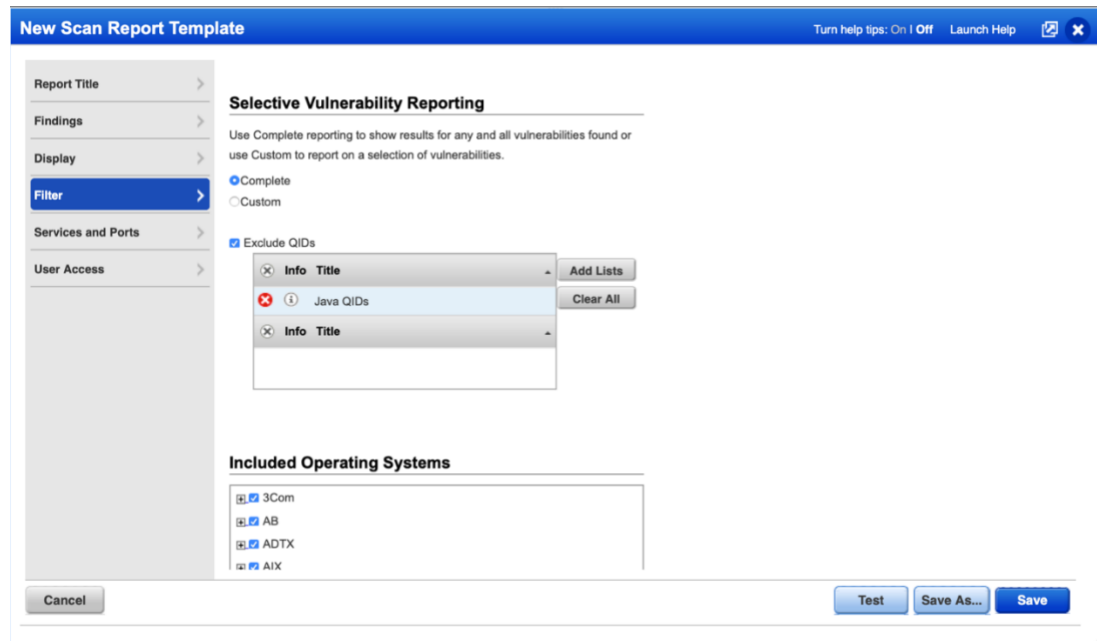 New Scan Report Template
Turn help tips: On | Off Launch Help
Report Title
Findings
Display
Filter
Services and Ports
User Access
Selective Vulnerability Reporting
Use Complete reporting to show results for any and all vulnerabilities found or
use Custom to report on a selection of vulnerabilities.
Complete
Custom
Exclude QIDs
Info Title
Add Lists
Java QIDs
Clear All
Info Title
Included Operating Systems
3Com
AB
ADTX
AIX
Cancel
Test
Save As...
Save